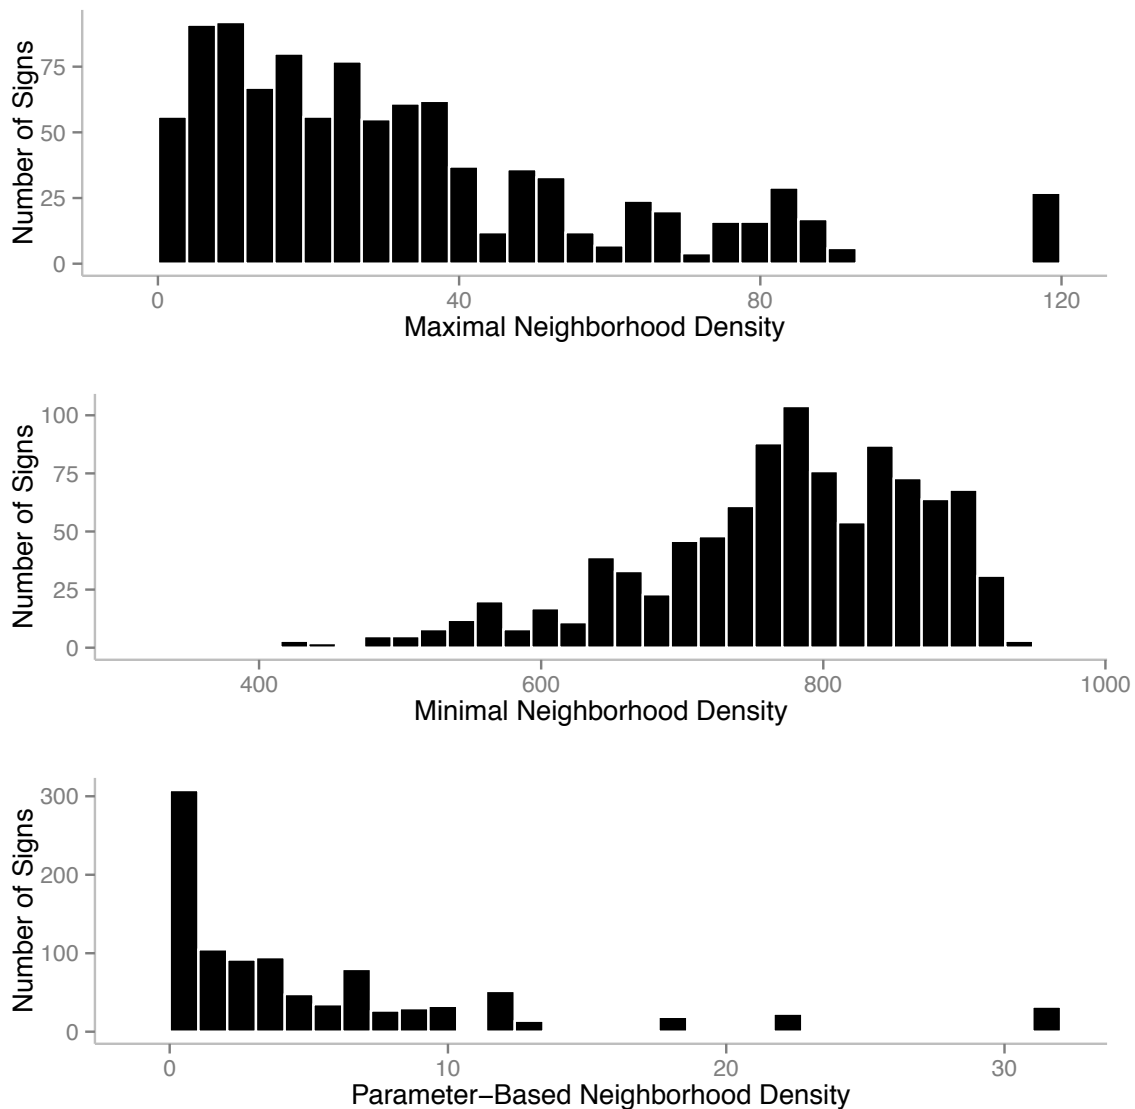 Number of Signs
75
50
25
0
0 40 80 120
Maximal Neighborhood Density
Number of Signs
100
75
50
25
0
400 600 800 1000
Minimal Neighborhood Density
Number of Signs
300
200
100
0
0 10 20 30
Parameter−Based Neighborhood Density